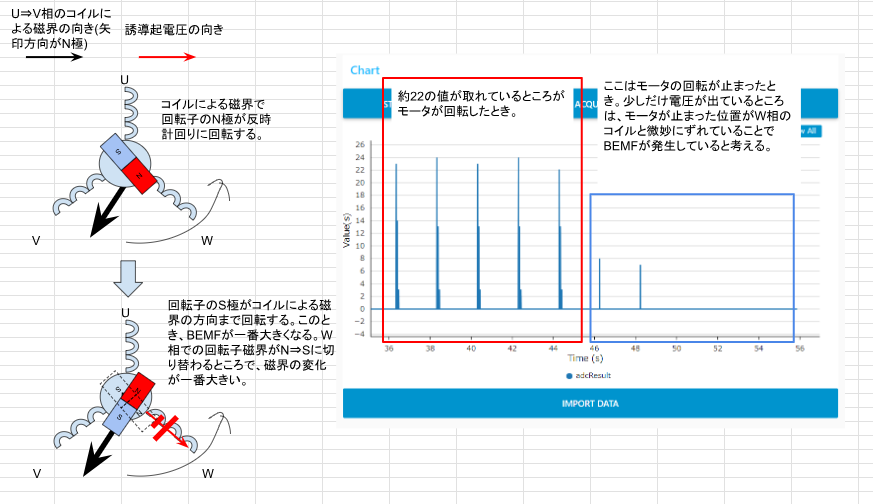 U⇒V相のコイルに
よる磁界の向き(矢
印方向がN極)
誘導起電圧の向き
U
コイルによる磁界で
回転子のN極が反時
計回りに回転する。
S
N
V
W
回転子のS極がコイルによる磁
界の方向まで回転する。このと
き、BEMFが一番大きくなる。W
相での回転子磁界がN⇒Sに切
り替わるところで、磁界の変化
が一番大きい。
U
S
N
N
S
V
W
Chart
約22の値が取れているところが
モータが回転したとき。
ST
ACQU
ここはモータの回転が止まったと
き。少しだけ電圧が出ているところ
は、モータが止まった位置がW相の
コイルと微妙にずれていることで
BEMFが発生していると考える。
w All
26
24
22
20
18
16
14
12
10
8
6
4
2
0
−2
−4
Value(s)
36
38
40
42
44
46
48
50
52
54
56
Time (s)
adcResult
IMPORT DATA